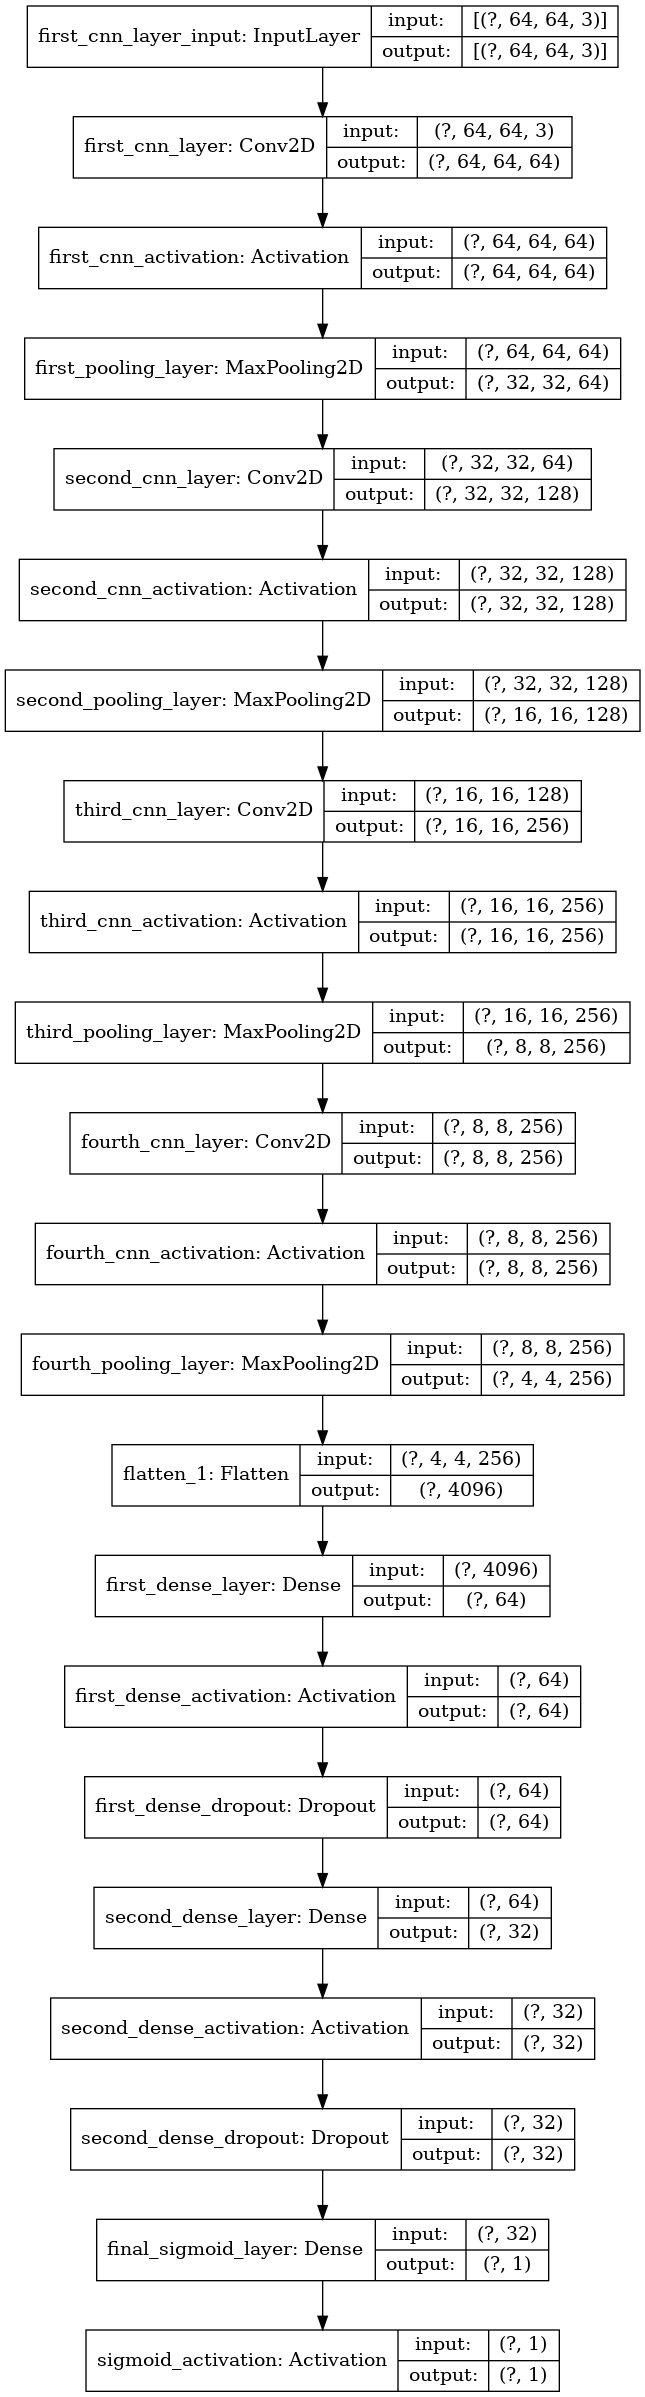 first_cnn_layer_input: InputLayer
input: [(?, 64, 64, 3)]
output: [(?, 64, 64, 3)]
first_cnn_layer: Conv2D
input: (?, 64, 64, 3)
output: (?, 64, 64, 64)
first_cnn_activation: Activation
input: (?, 64, 64, 64)
output: (?, 64, 64, 64)
first_pooling_layer: MaxPooling2D
input: (?, 64, 64, 64)
output: (?, 32, 32, 64)
second_cnn_layer: Conv2D
input: (?, 32, 32, 64)
output: (?, 32, 32, 128)
second_cnn_activation: Activation
input: (?, 32, 32, 128)
output: (?, 32, 32, 128)
second_pooling_layer: MaxPooling2D
input: (?, 32, 32, 128)
output: (?, 16, 16, 128)
third_cnn_layer: Conv2D
input: (?, 16, 16, 128)
output: (?, 16, 16, 256)
third_cnn_activation: Activation
input: (?, 16, 16, 256)
output: (?, 16, 16, 256)
third_pooling_layer: MaxPooling2D
input: (?, 16, 16, 256)
output: (?, 8, 8, 256)
fourth_cnn_layer: Conv2D
input: (?, 8, 8, 256)
output: (?, 8, 8, 256)
fourth_cnn_activation: Activation
input: (?, 8, 8, 256)
output: (?, 8, 8, 256)
fourth_pooling_layer: MaxPooling2D
input: (?, 8, 8, 256)
output: (?, 4, 4, 256)
flatten_1: Flatten
input: (?, 4, 4, 256)
output: (?, 4096)
first_dense_layer: Dense
input: (?, 4096)
output: (?, 64)
first_dense_activation: Activation
input: (?, 64)
output: (?, 64)
first_dense_dropout: Dropout
input: (?, 64)
output: (?, 64)
second_dense_layer: Dense
input: (?, 64)
output: (?, 32)
second_dense_activation: Activation
input: (?, 32)
output: (?, 32)
second_dense_dropout: Dropout
input: (?, 32)
output: (?, 32)
final_sigmoid_layer: Dense
input: (?, 32)
output: (?, 1)
sigmoid_activation: Activation
input: (?, 1)
output: (?, 1)